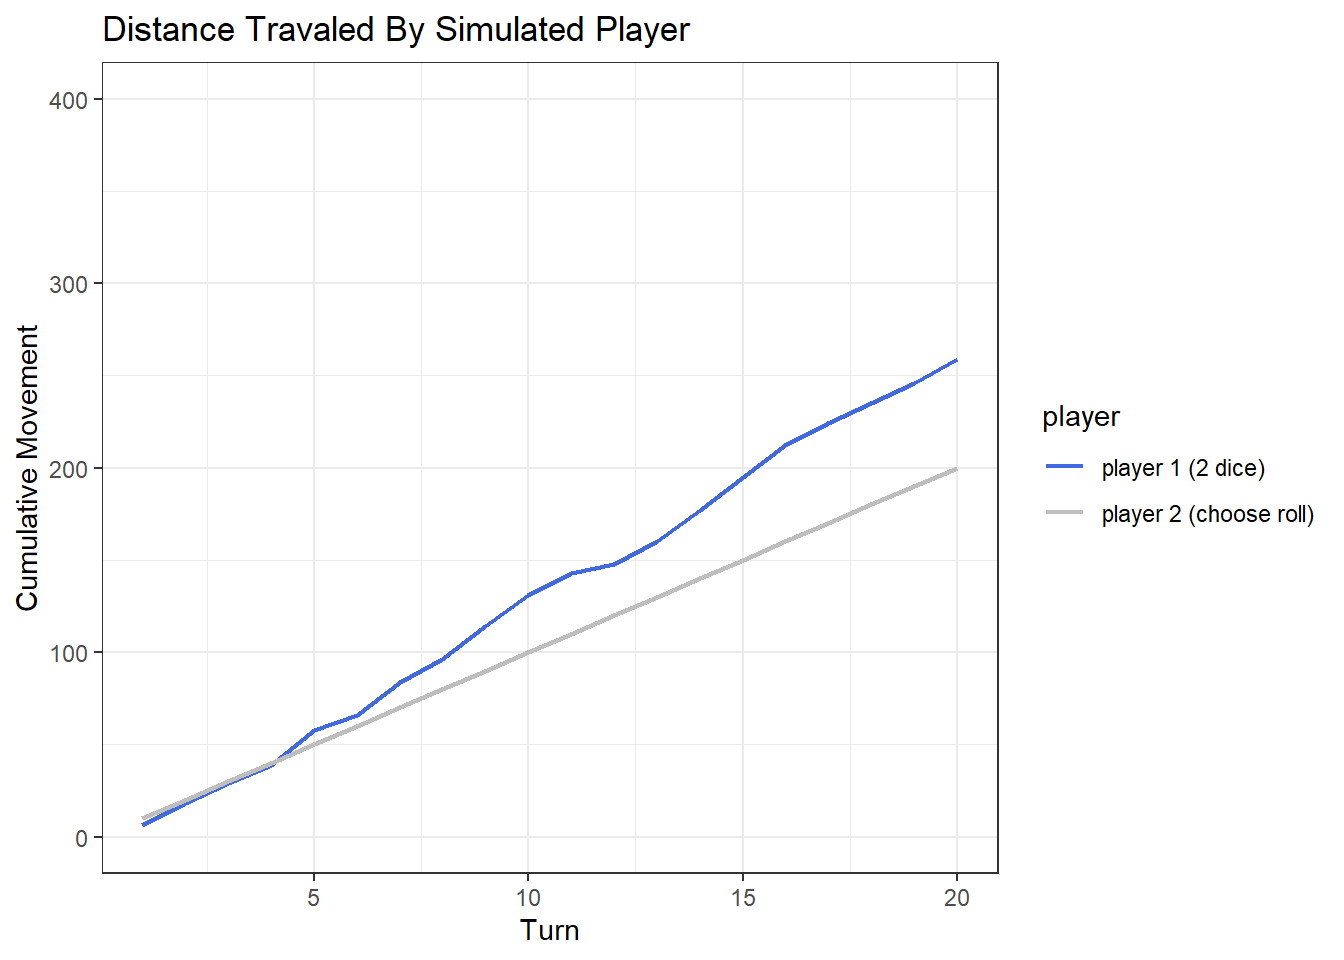 Distance Travaled By Simulated Player
400
300
200
100
0
Cumulative Movement
5
10
15
20
Turn
player
player 1 (2 dice)
player 2 (choose roll)